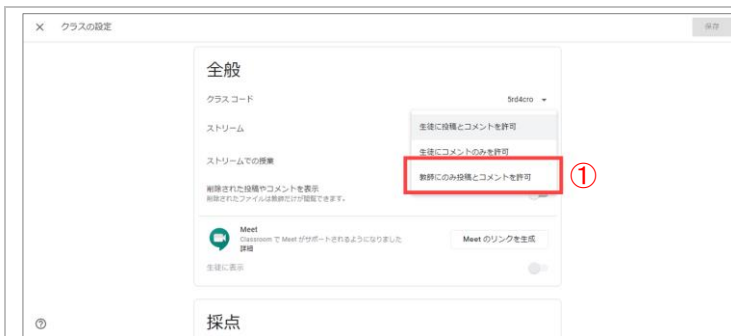 × クラスの設定
保存
全般
クラス コード
5rd4cro
ストリーム
生徒に投稿とコメントを許可
生徒にコメントのみを許可
ストリームでの授業
教師にのみ投稿とコメントを許可
①
削除された投稿やコメントを表示
削除されたファイルは教師だけが閲覧できます。
Meet
Classroom で Meet がサポートされるようになりました
詳細
Meet のリンクを生成
生徒に表示
採点